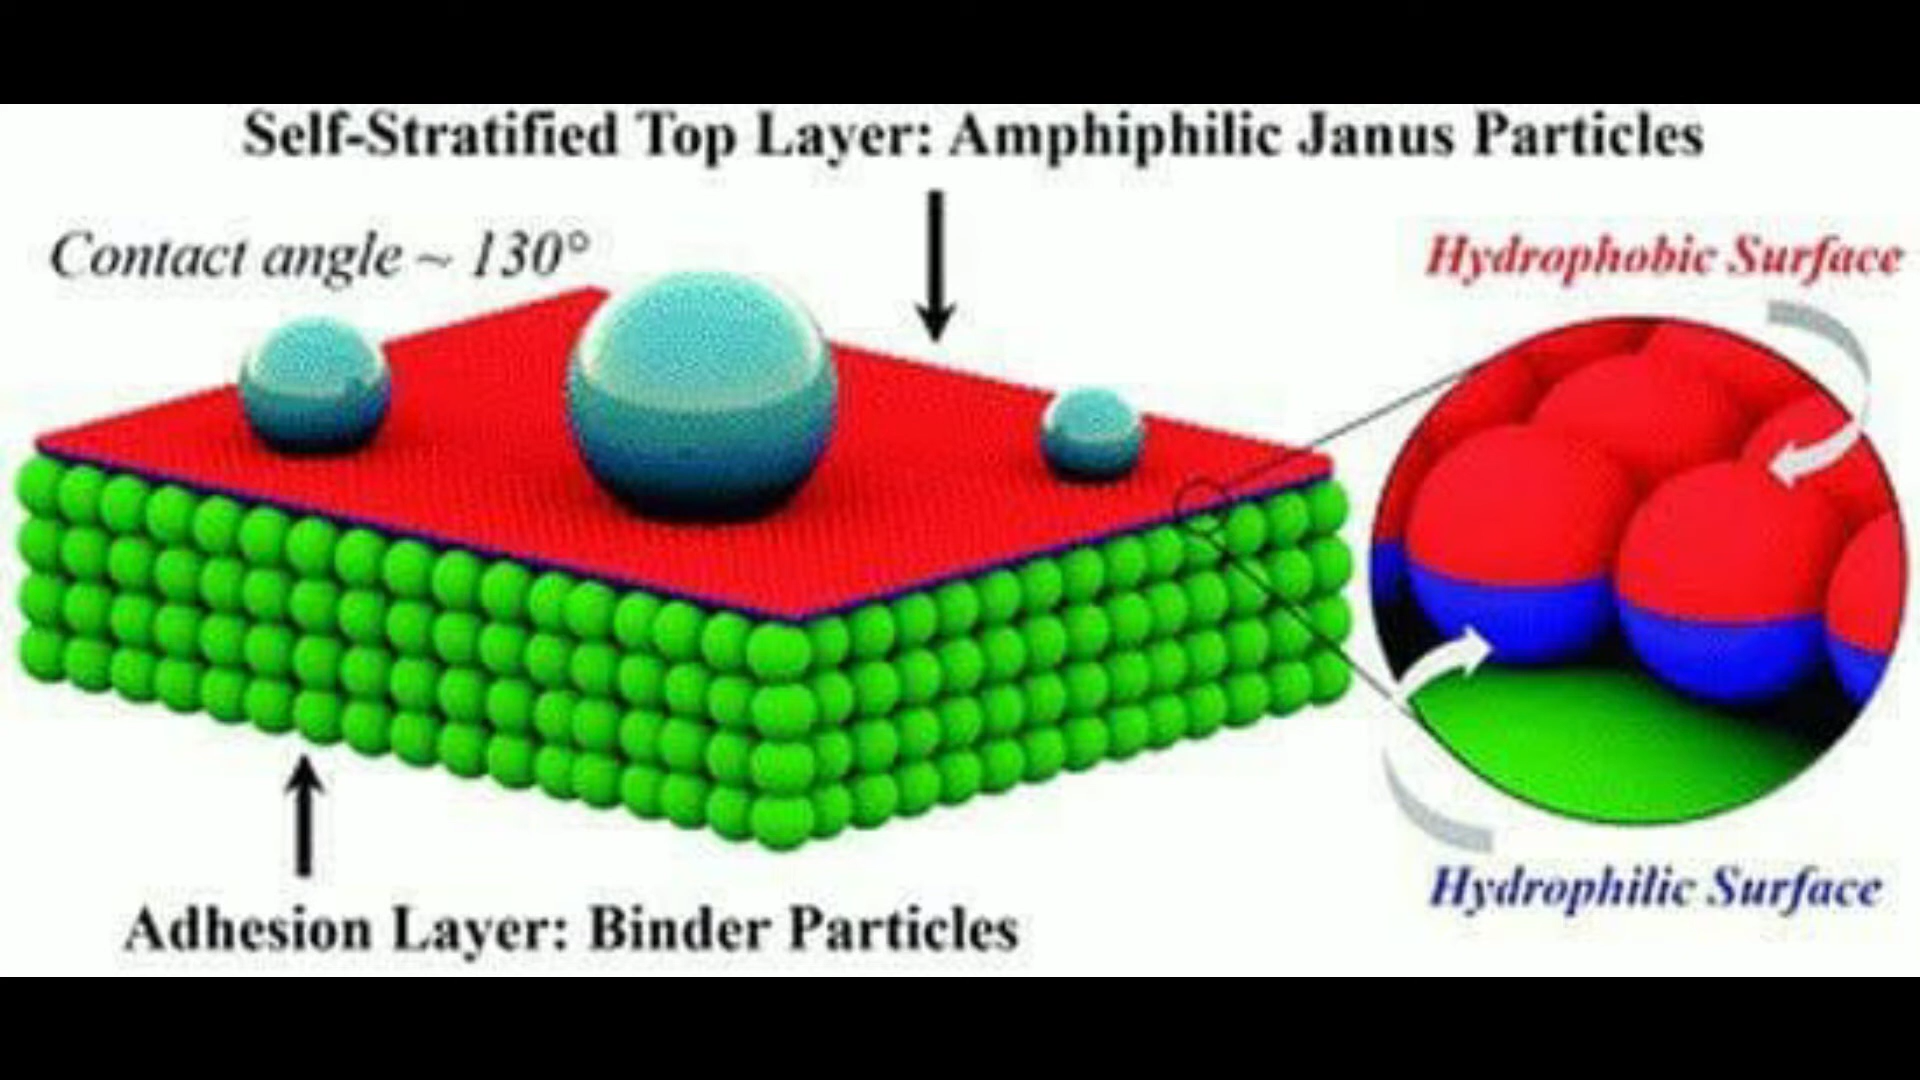 Self-Stratified Top Layer: Amphiphilic Janus Particles
Contact angle ~ 130°
Hydrophobic Surface
Hydrophilic Surface
Adhesion Layer: Binder Particles